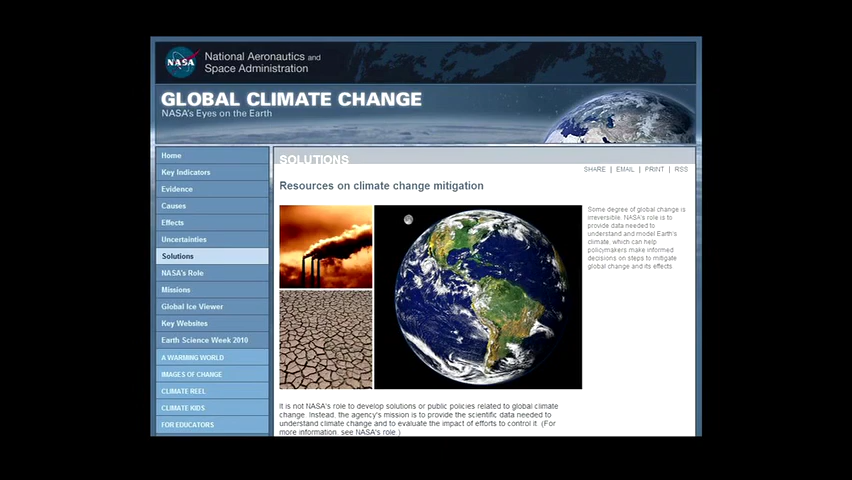 NASA
National Aeronautics and
Space Administration
GLOBAL CLIMATE CHANGE
NASA's Eyes on the Earth
Home
Key Indicators
Evidence
Causes
Effects
Uncertainties
Solutions
NASA's Role
Missions
Global Ice Viewer
Key Websites
Earth Science Week 2010
A WARMING WORLD
IMAGES OF CHANGE
CLIMATE REEL
CLIMATE KIDS
FOR EDUCATORS
SOLUTIONS
SHARE | EMAIL | PRINT | RSS
Resources on climate change mitigation
Some degree of global change is
irreversible. NASA's role is to
provide data needed to
understand and model Earth's
climate, which can help
policymakers make informed
decisions on steps to mitigate
global change and its effects.
It is not NASA's role to develop solutions or public policies related to global climate
change. Instead, the agency's mission is to provide the scientific data needed to
understand climate change and to evaluate the impact of efforts to control it. (For
more information, see NASA's role.)